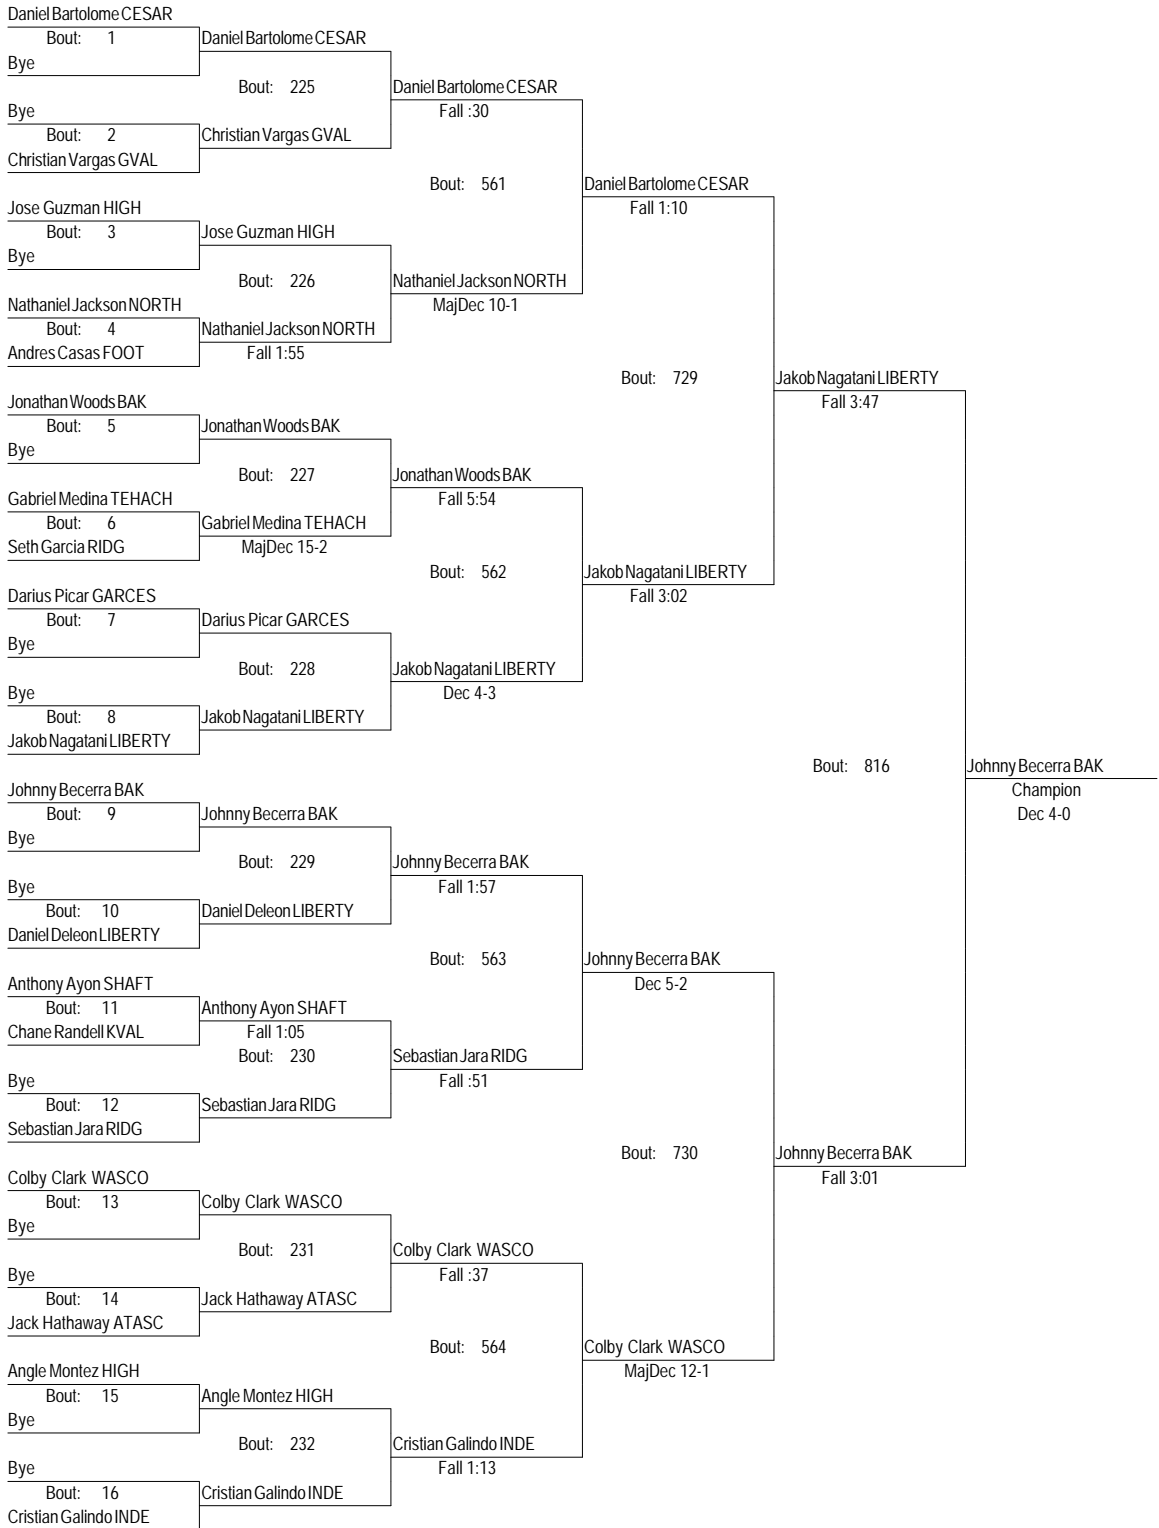 Daniel Bartolome CESAR
Bout: 1
Daniel Bartolome CESAR
Bye
Bout: 225
Daniel Bartolome CESAR
Bye
Fall :30
Bout: 2
Christian Vargas GVAL
Christian Vargas GVAL
Bout: 561
Daniel Bartolome CESAR
Jose Guzman HIGH
Fall 1:10
Bout: 3
Jose Guzman HIGH
Bye
Bout: 226
Nathaniel Jackson NORTH
Nathaniel Jackson NORTH
MajDec 10-1
Bout: 4
Nathaniel Jackson NORTH
Andres Casas FOOT
Fall 1:55
Bout: 729
Jakob Nagatani LIBERTY
Jonathan Woods BAK
Fall 3:47
Bout: 5
Jonathan Woods BAK
Bye
Bout: 227
Jonathan Woods BAK
Gabriel Medina TEHACH
Fall 5:54
Bout: 6
Gabriel Medina TEHACH
Seth Garcia RIDG
MajDec 15-2
Bout: 562
Jakob Nagatani LIBERTY
Darius Picar GARCES
Fall 3:02
Bout: 7
Darius Picar GARCES
Bye
Bout: 228
Jakob Nagatani LIBERTY
Bye
Dec 4-3
Bout: 8
Jakob Nagatani LIBERTY
Jakob Nagatani LIBERTY
Bout: 816
Johnny Becerra BAK
Johnny Becerra BAK
Champion
Bout: 9
Johnny Becerra BAK
Dec 4-0
Bye
Bout: 229
Johnny Becerra BAK
Bye
Fall 1:57
Bout: 10
Daniel Deleon LIBERTY
Daniel Deleon LIBERTY
Bout: 563
Johnny Becerra BAK
Anthony Ayon SHAFT
Dec 5-2
Bout: 11
Anthony Ayon SHAFT
Chane Randell KVAL
Fall 1:05
Bout: 230
Sebastian Jara RIDG
Bye
Fall :51
Bout: 12
Sebastian Jara RIDG
Sebastian Jara RIDG
Bout: 730
Johnny Becerra BAK
Colby Clark WASCO
Fall 3:01
Bout: 13
Colby Clark WASCO
Bye
Bout: 231
Colby Clark WASCO
Bye
Fall :37
Bout: 14
Jack Hathaway ATASC
Jack Hathaway ATASC
Bout: 564
Colby Clark WASCO
Angle Montez HIGH
MajDec 12-1
Bout: 15
Angle Montez HIGH
Bye
Bout: 232
Cristian Galindo INDE
Bye
Fall 1:13
Bout: 16
Cristian Galindo INDE
Cristian Galindo INDE